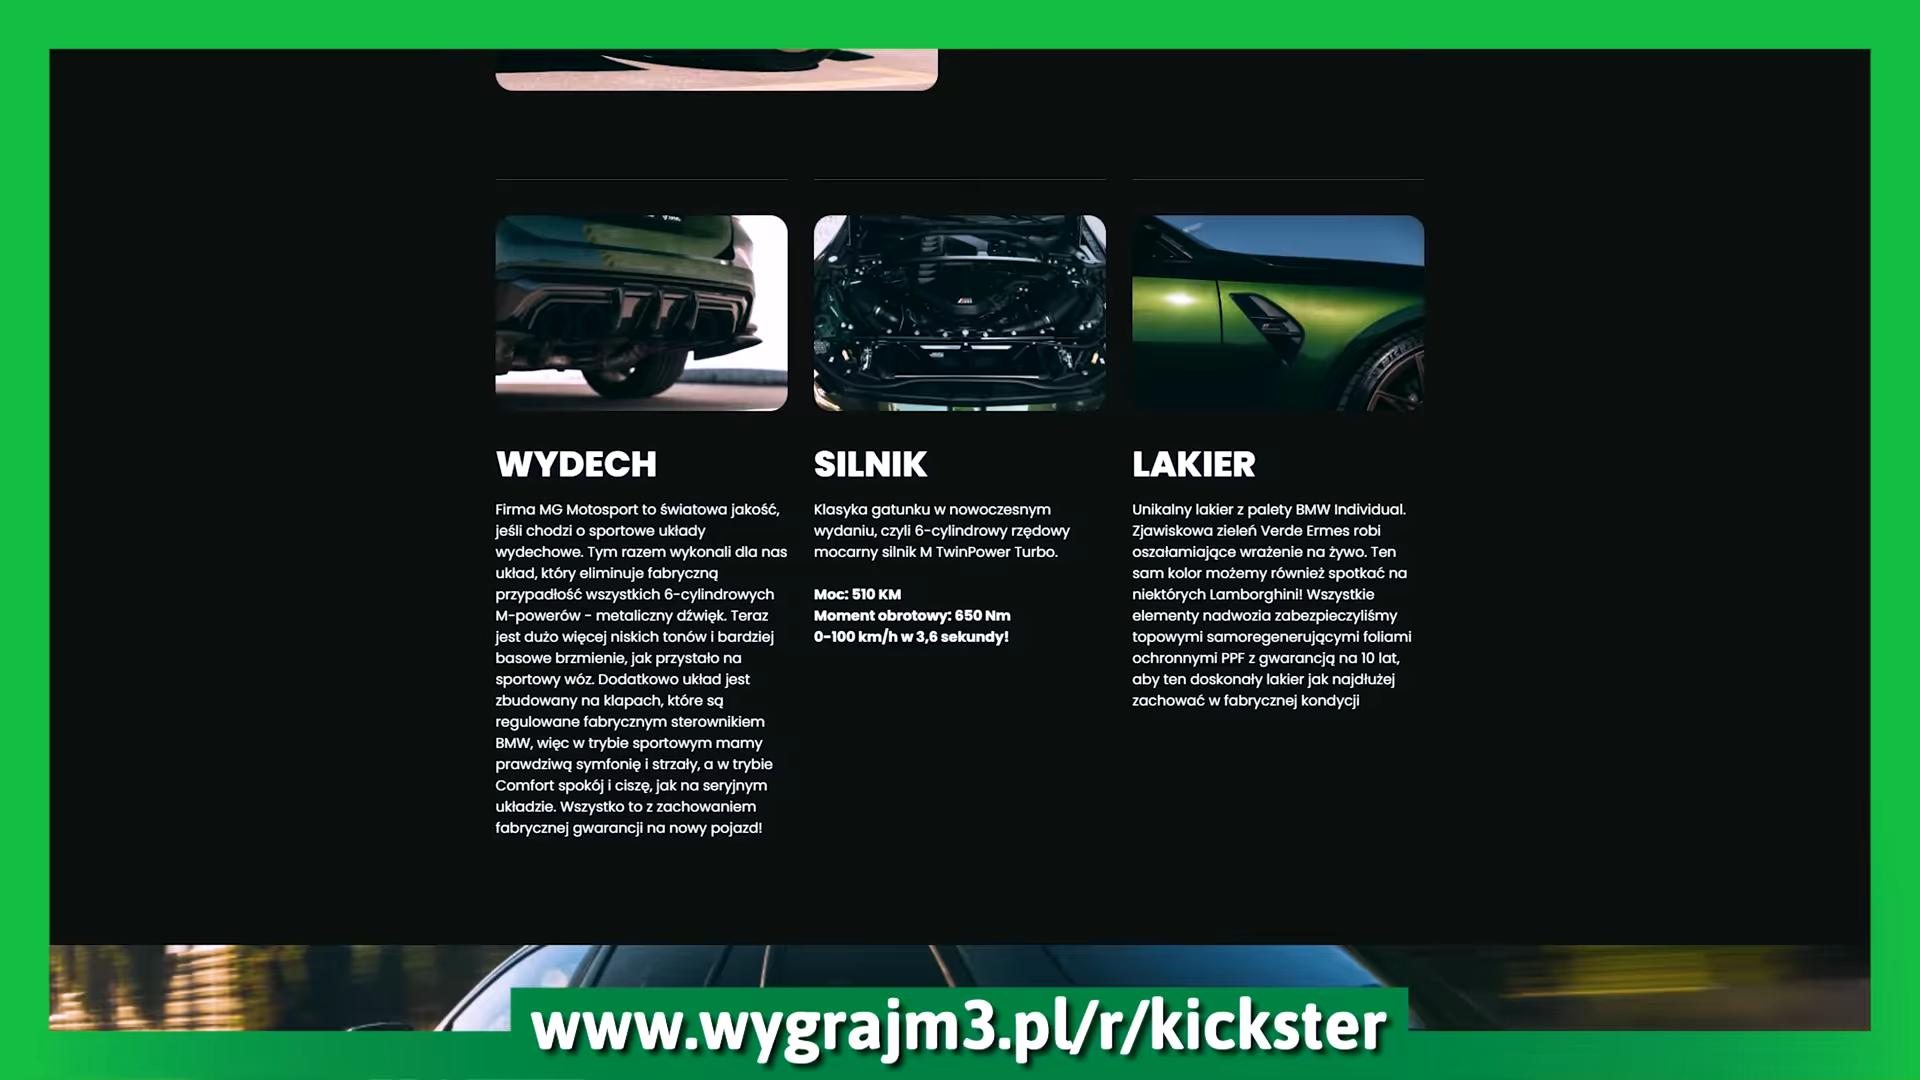 WYDECH
Firma MG Motosport to światowa jakość,
jeśli chodzi o sportowe układy
wydechowe. Tym razem wykonali dla nas
układ, który eliminuje fabryczną
przypadłość wszystkich 6-cylindrowych
M-powerów - metaliczny dźwięk. Teraz
jest dużo więcej niskich tonów i bardziej
basowe brzmienie, jak przystało na
sportowy wóz. Dodatkowo układ jest
zbudowany na klapach, które są
regulowane fabrycznym sterownikiem
BMW, więc w trybie sportowym mamy
prawdziwą symfonię i strzały, a w trybie
Comfort spokój i ciszę, jak na seryjnym
układzie. Wszystko to z zachowaniem
fabrycznej gwarancji na nowy pojazd!
SILNIK
Klasyka gatunku w nowoczesnym
wydaniu, czyli 6-cylindrowy rzędowy
mocarny silnik M TwinPower Turbo.
Moc: 510 KM
Moment obrotowy: 650 Nm
0-100 km/h w 3,6 sekundy!
LAKIER
Unikalny lakier z palety BMW Individual.
Zjawiskowa zieleń Verde Ermes robi
oszałamiające wrażenie na żywo. Ten
sam kolor możemy również spotkać na
niektórych Lamborghini! Wszystkie
elementy nadwozia zabezpieczyliśmy
topowymi samoregenerującymi foliami
ochronnymi PPF z gwarancją na 10 lat,
aby ten doskonały lakier jak najdłużej
zachować w fabrycznej kondycji
www.wygrajm3.pl/r/kickster